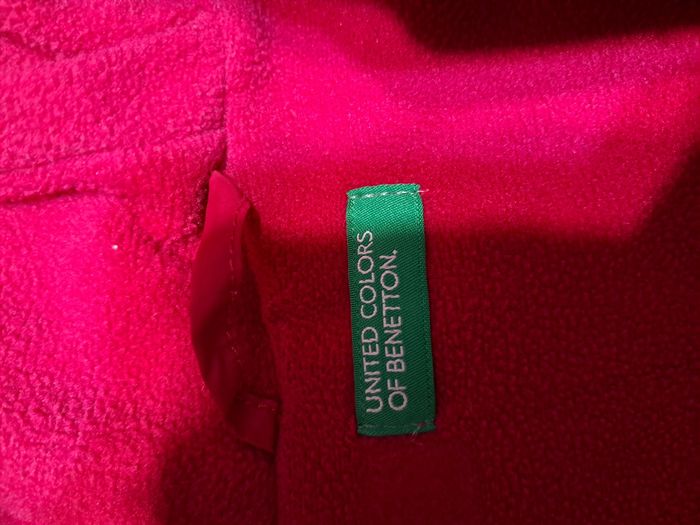 UNITED COLORS
OF BENETTON.